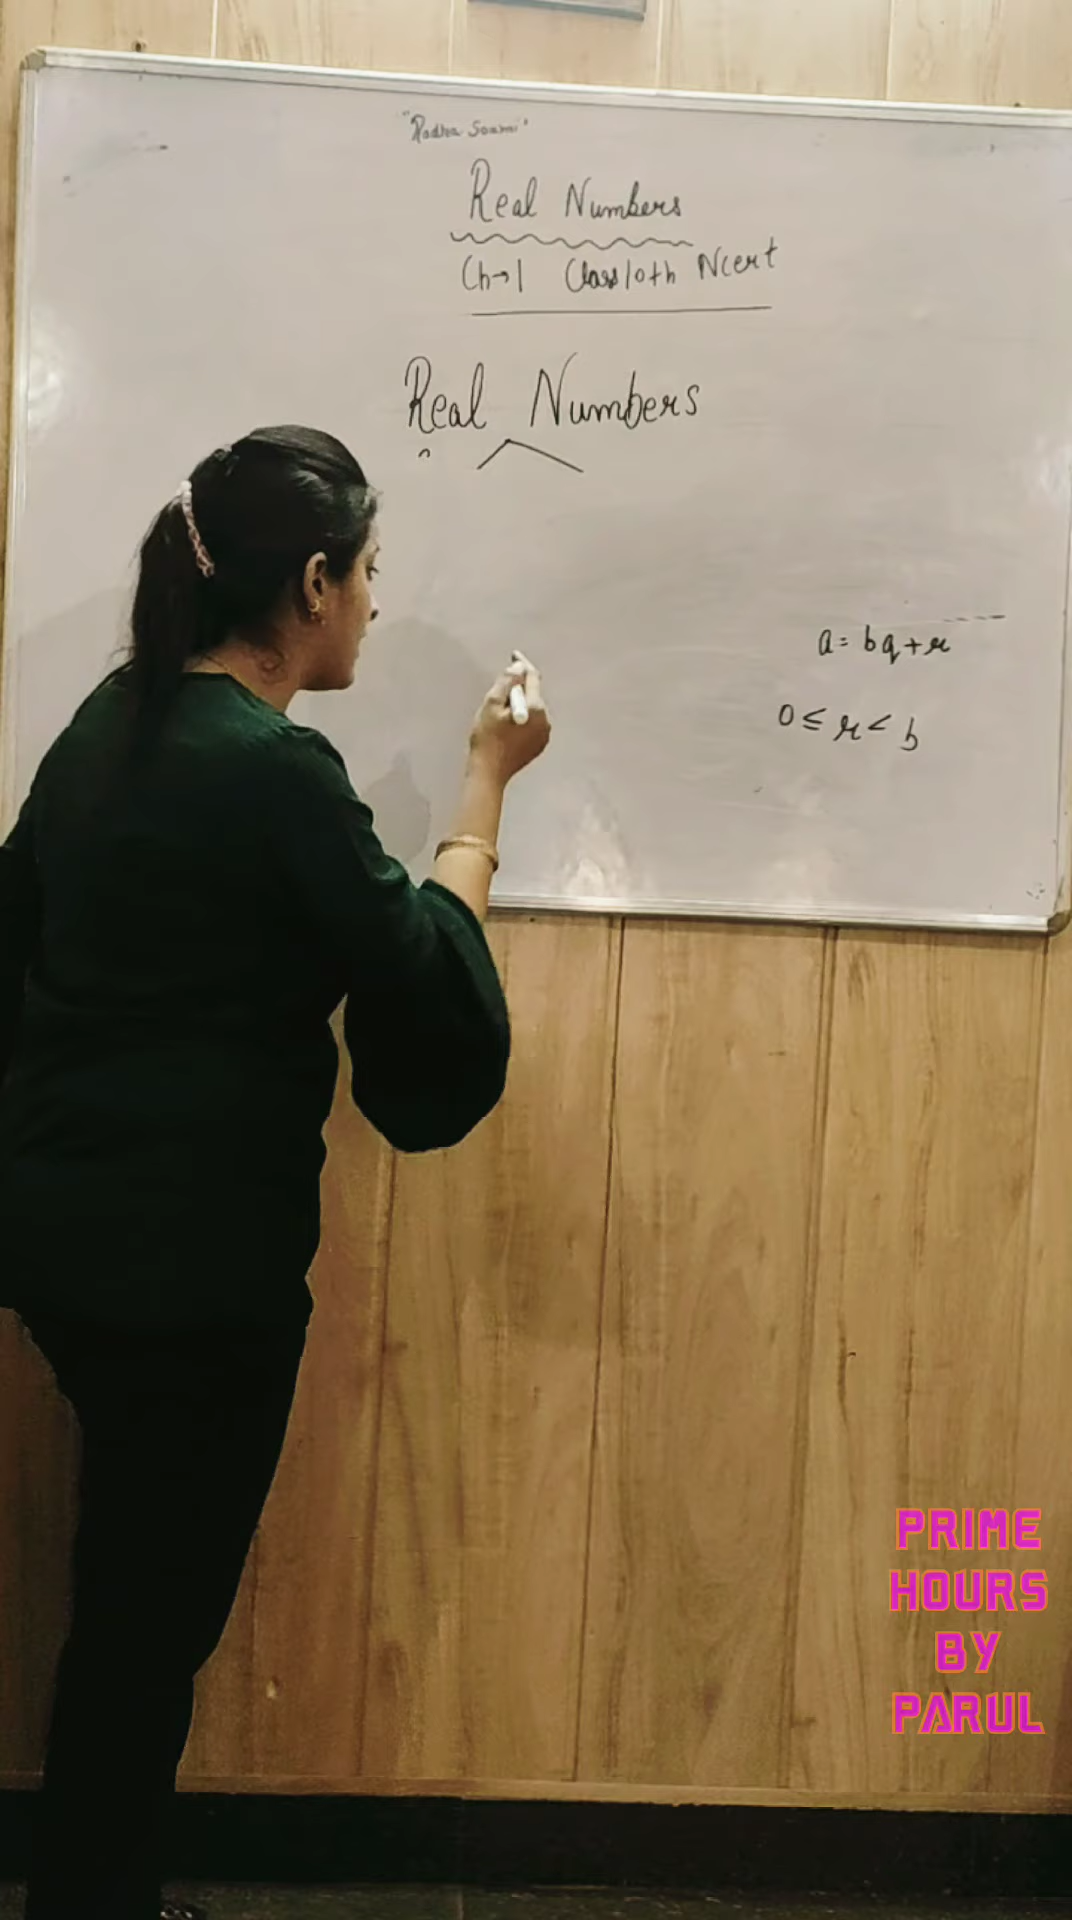 "Radha Soami"
Real Numbers
Ch→1 Class 10th Ncert
Real Numbers
a = bq + r
0 ≤ r < b
PRIME
HOURS
BY
PARUL